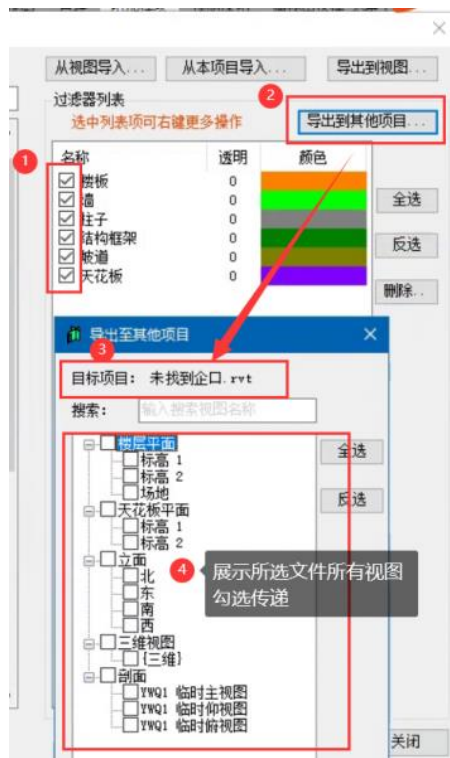 从视图导入...
从本项目导入...
导出到视图...
过滤器列表
选中列表项可右键更多操作
2
导出到其他项目...
1
名称
透明
颜色
楼板
0
墙
0
全选
柱子
0
结构框架
0
反选
坡道
0
天花板
0
删除..
导出至其他项目
3
目标项目: 未找到企口.rvt
搜索:
输入搜索视图名称
楼层平面
全选
标高 1
标高 2
场地
反选
天花板平面
标高 1
标高 2
立面
北
4
展示所选文件所有视图
东
勾选传递
南
西
三维视图
{三维}
剖面
YWQ1 临时主视图
YWQ1 临时仰视图
YWQ1 临时俯视图
关闭